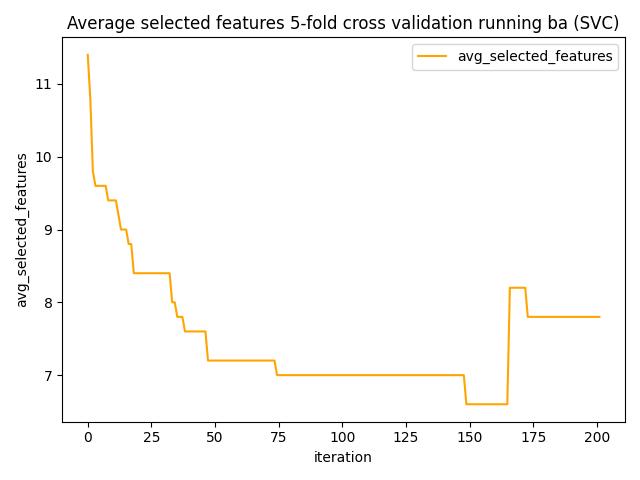 Average selected features 5-fold cross validation running ba (SVC)
avg_selected_features
avg_selected_features
11
10
9
8
7
0 25 50 75 100 125 150 175 200
iteration